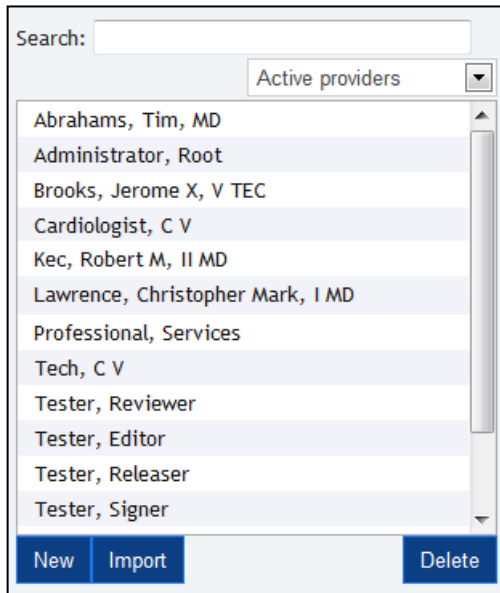 Search:
Active providers
Abrahams, Tim, MD
Administrator, Root
Brooks, Jerome X, V TEC
Cardiologist, C V
Kec, Robert M, II MD
Lawrence, Christopher Mark, I MD
Professional, Services
Tech, C V
Tester, Reviewer
Tester, Editor
Tester, Releaser
Tester, Signer
New Import Delete